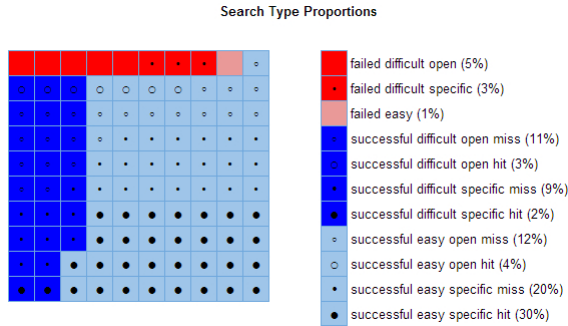 Search Type Proportions
failed difficult open (5%)
failed difficult specific (3%)
failed easy (1%)
successful difficult open miss (11%)
successful difficult open hit (3%)
successful difficult specific miss (9%)
successful difficult specific hit (2%)
successful easy open miss (12%)
successful easy open hit (4%)
successful easy specific miss (20%)
successful easy specific hit (30%)